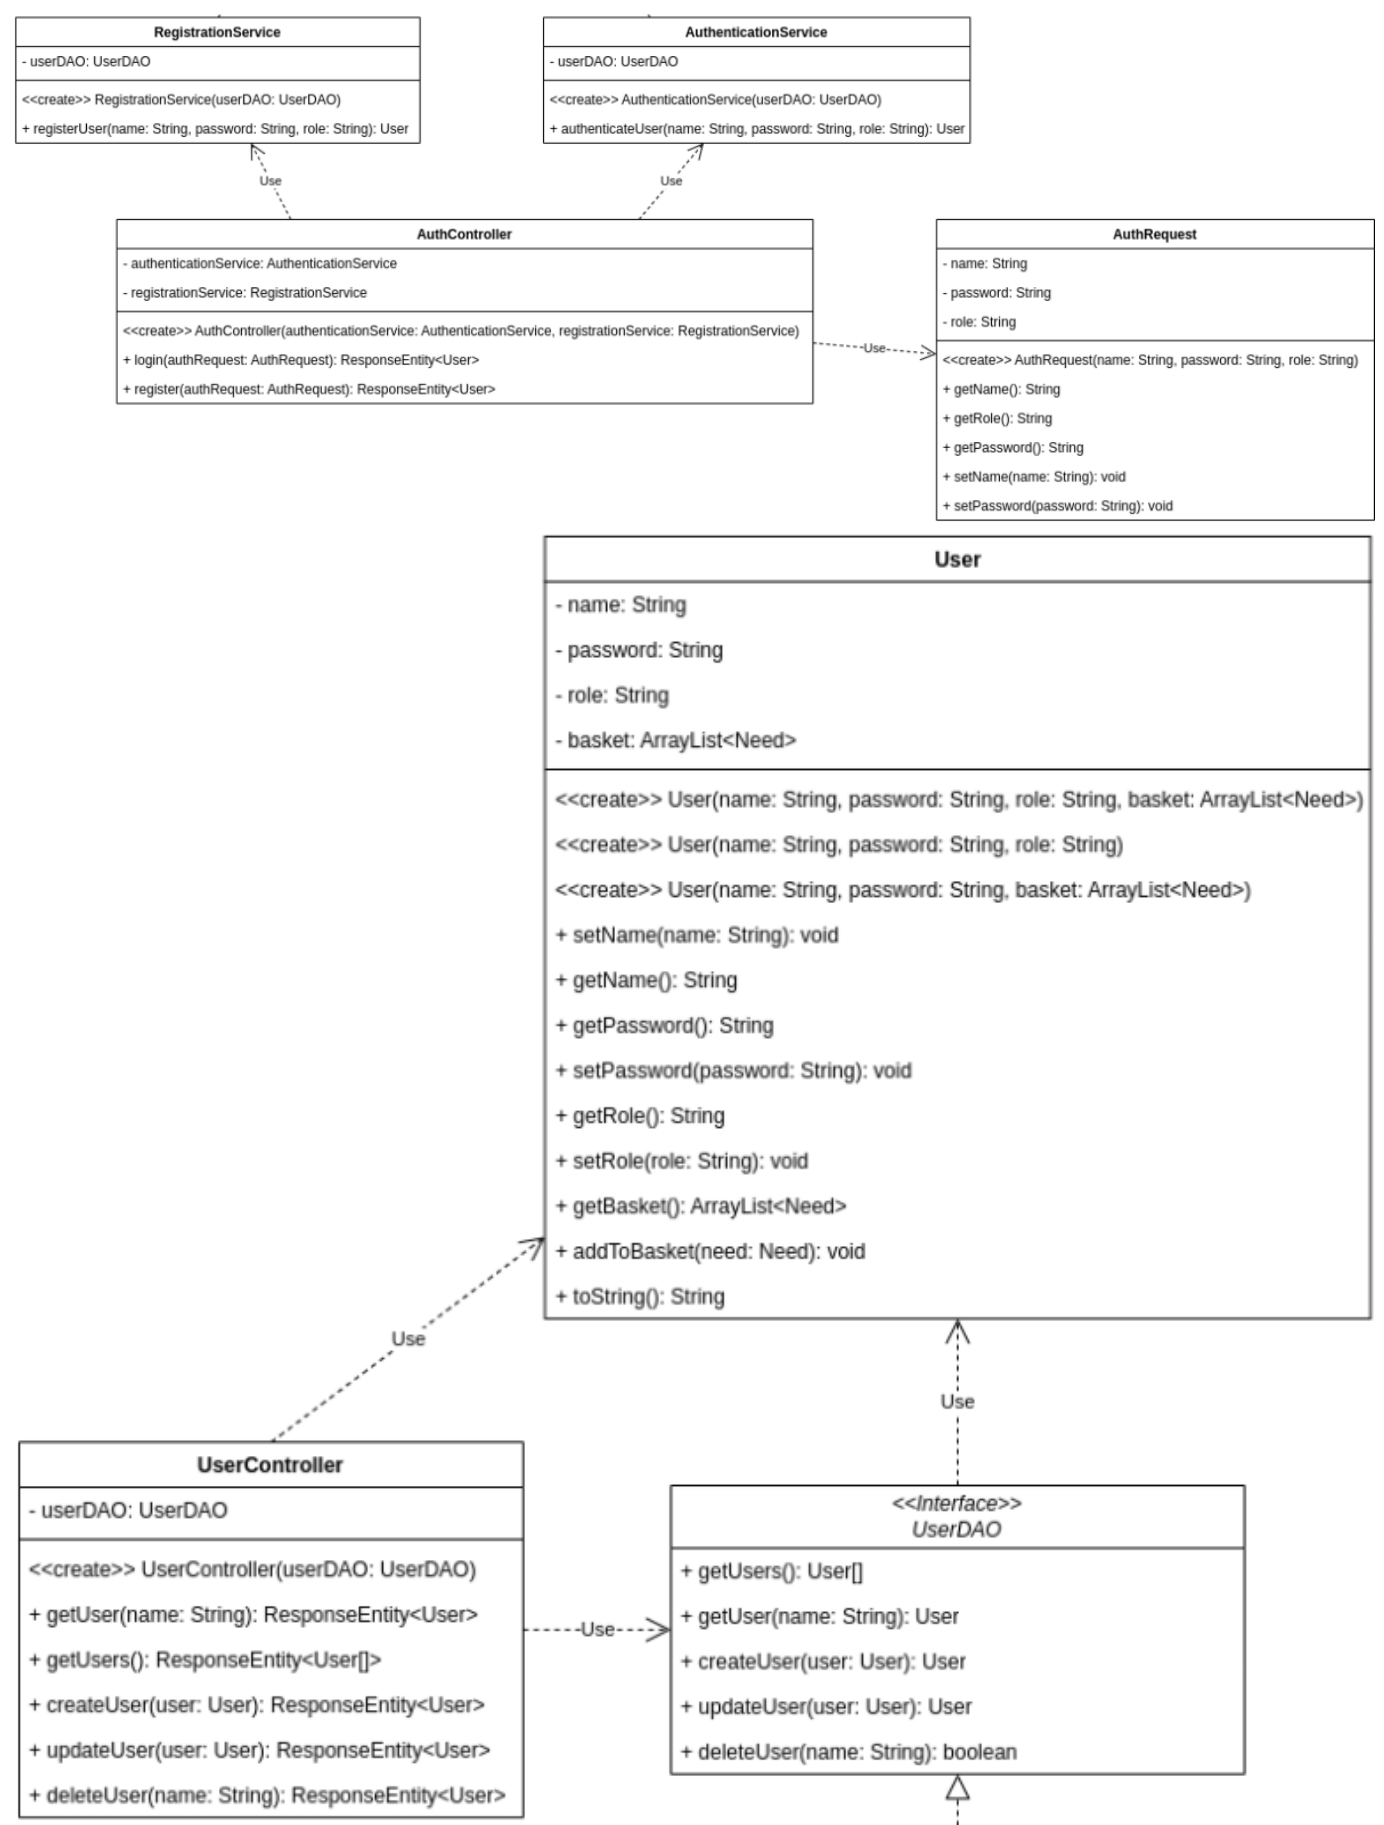 RegistrationService
- userDAO: UserDAO
<<create>> RegistrationService(userDAO: UserDAO)
+ registerUser(name: String, password: String, role: String): User
AuthenticationService
- userDAO: UserDAO
<<create>> AuthenticationService(userDAO: UserDAO)
+ authenticateUser(name: String, password: String, role: String): User
Use
Use
AuthController
- authenticationService: AuthenticationService
- registrationService: RegistrationService
<<create>> AuthController(authenticationService: AuthenticationService, registrationService: RegistrationService)
+ login(authRequest: AuthRequest): ResponseEntity<User>
+ register(authRequest: AuthRequest): ResponseEntity<User>
Use
AuthRequest
- name: String
- password: String
- role: String
<<create>> AuthRequest(name: String, password: String, role: String)
+ getName(): String
+ getRole(): String
+ getPassword(): String
+ setName(name: String): void
+ setPassword(password: String): void
User
- name: String
- password: String
- role: String
- basket: ArrayList<Need>
<<create>> User(name: String, password: String, role: String, basket: ArrayList<Need>)
<<create>> User(name: String, password: String, role: String)
<<create>> User(name: String, password: String, basket: ArrayList<Need>)
+ setName(name: String): void
+ getName(): String
+ getPassword(): String
+ setPassword(password: String): void
+ getRole(): String
+ setRole(role: String): void
+ getBasket(): ArrayList<Need>
+ addToBasket(need: Need): void
+ toString(): String
Use
Use
UserController
- userDAO: UserDAO
<<create>> UserController(userDAO: UserDAO)
+ getUser(name: String): ResponseEntity<User>
+ getUsers(): ResponseEntity<User[]>
+ createUser(user: User): ResponseEntity<User>
+ updateUser(user: User): ResponseEntity<User>
+ deleteUser(name: String): ResponseEntity<User>
Use
<<Interface>>
UserDAO
+ getUsers(): User[]
+ getUser(name: String): User
+ createUser(user: User): User
+ updateUser(user: User): User
+ deleteUser(name: String): boolean